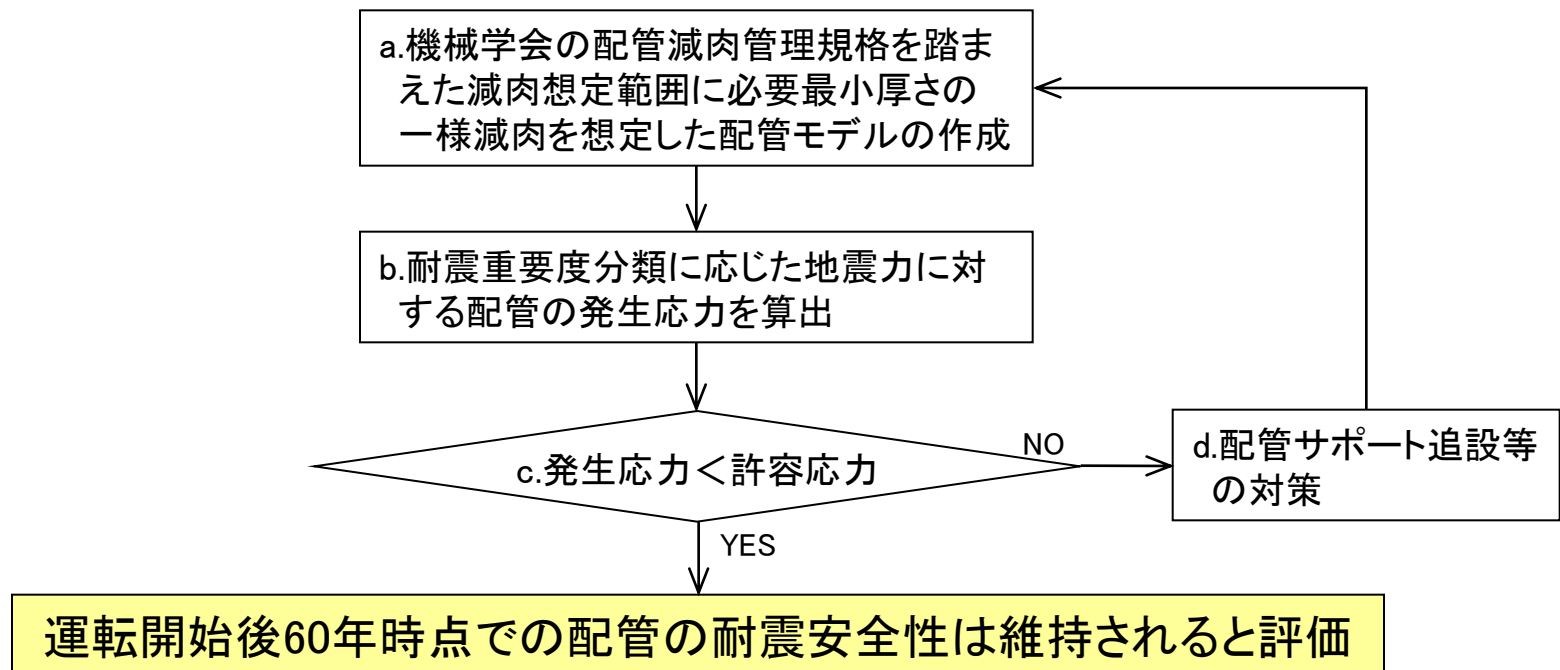 a.機械学会の配管減肉管理規格を踏ま
えた減肉想定範囲に必要最小厚さの
一様減肉を想定した配管モデルの作成
b.耐震重要度分類に応じた地震力に対
する配管の発生応力を算出
c.発生応力<許容応力
NO
d.配管サポート追設等
の対策
YES
運転開始後60年時点での配管の耐震安全性は維持されると評価